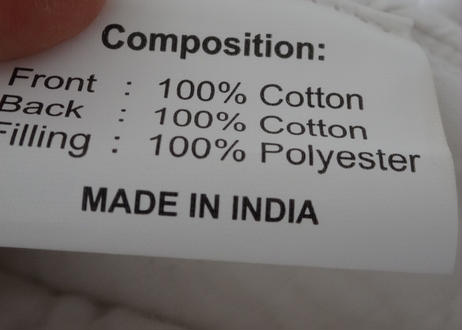 Composition:
Front : 100% Cotton
Back : 100% Cotton
Filling : 100% Polyester
MADE IN INDIA